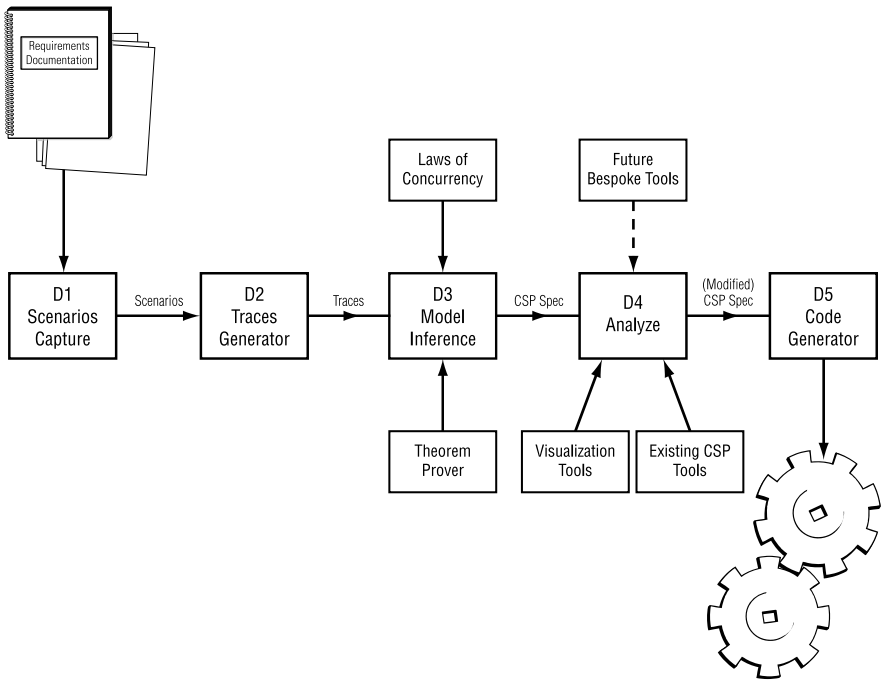 Requirements
Documentation
Laws of
Concurrency
Future
Bespoke Tools
D1
Scenarios
Capture
Scenarios
D2
Traces
Generator
Traces
D3
Model
Inference
CSP Spec
D4
Analyze
(Modified)
CSP Spec
D5
Code
Generator
Theorem
Prover
Visualization
Tools
Existing CSP
Tools